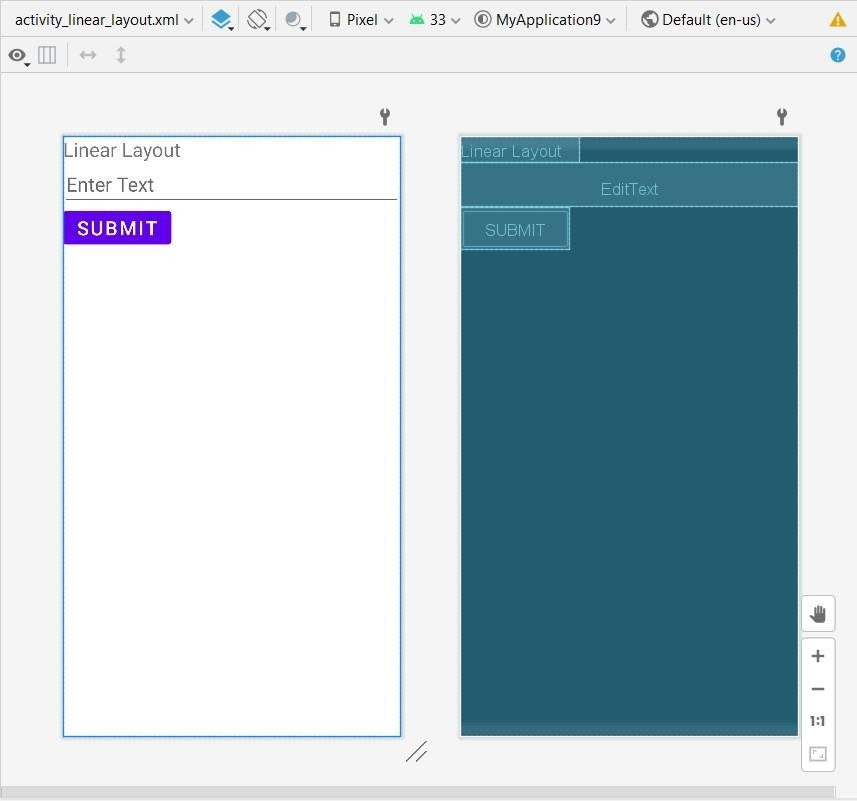 activity_linear_layout.xml Pixel 33 MyApplication9 Default (en-us)
?
Linear Layout
Enter Text
SUBMIT
Linear Layout
EditText
SUBMIT
+
−
1:1